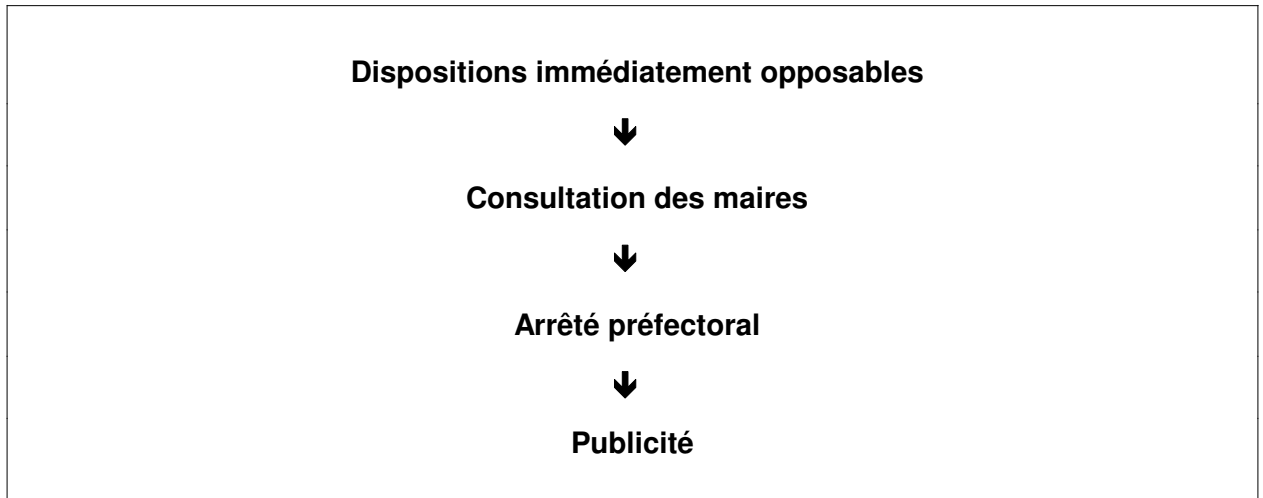 Dispositions immédiatement opposables
🡻
Consultation des maires
🡻
Arrêté préfectoral
🡻
Publicité